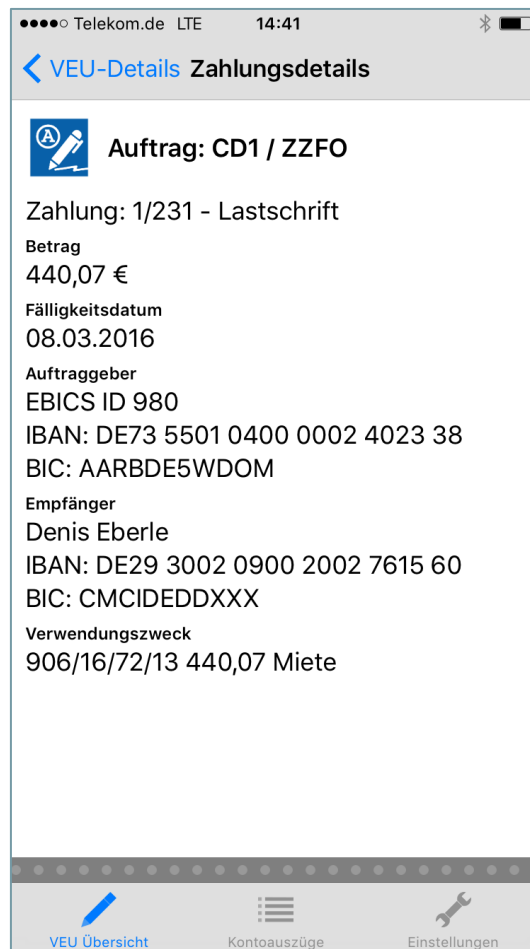 Telekom.de LTE 14:41
VEU-Details Zahlungsdetails
A
Auftrag: CD1 / ZZFO
Zahlung: 1/231 - Lastschrift
Betrag
440,07 €
Fälligkeitsdatum
08.03.2016
Auftraggeber
EBICS ID 980
IBAN: DE73 5501 0400 0002 4023 38
BIC: AARBDE5WDOM
Empfänger
Denis Eberle
IBAN: DE29 3002 0900 2002 7615 60
BIC: CMCIDEDDXXX
Verwendungszweck
906/16/72/13 440,07 Miete
VEU Übersicht Kontoauszüge Einstellungen